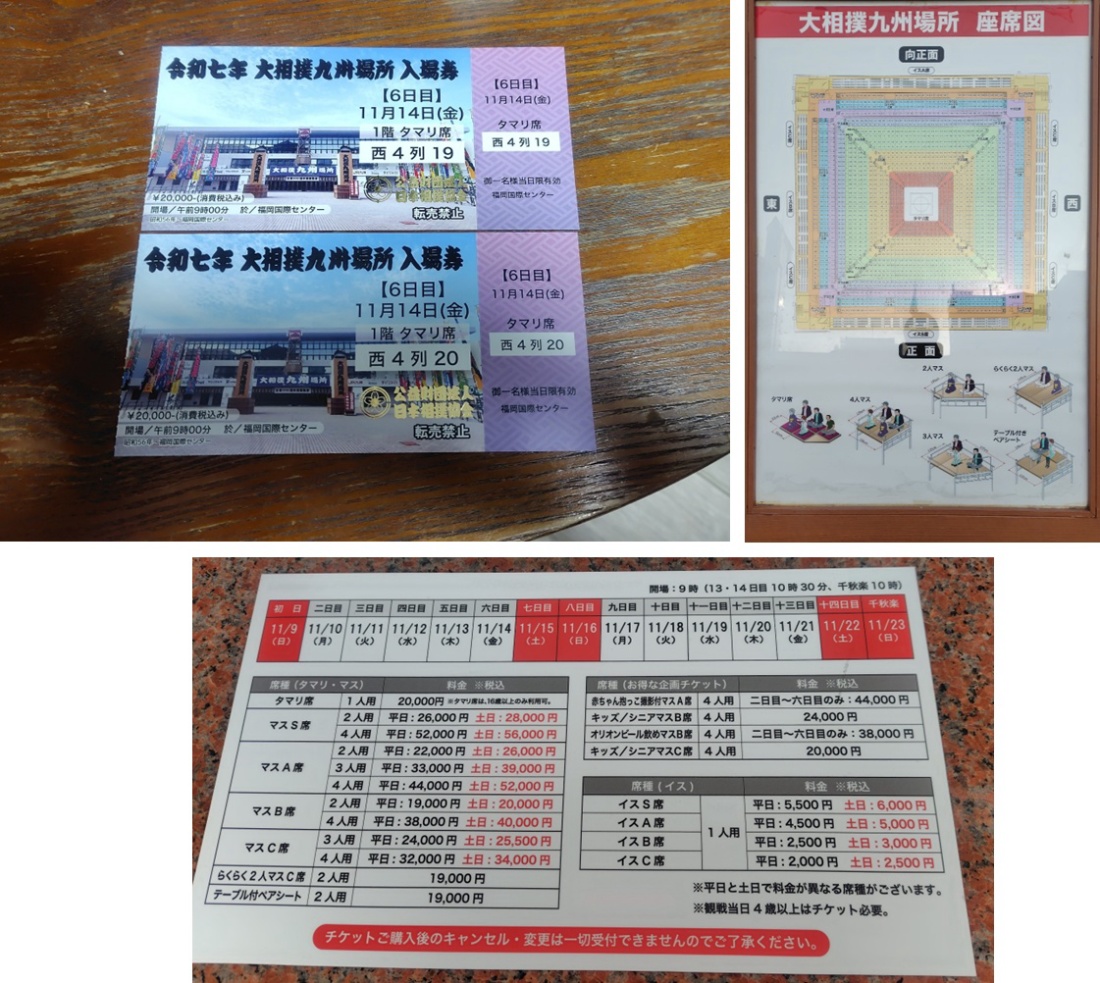 令和七年 大相撲九州場所 入場券
【6日目】
11月14日(金)
1階 タマリ席
西 4 列 19
公益財団法人
日本相撲協会
¥20,000-(消費税込み)
開場／午前9時00分 於／福岡国際センター
転売禁止
【6日目】
11月14日(金)
タマリ席
西 4 列 19
御一名様当日限有効
福岡国際センター
令和七年 大相撲九州場所 入場券
【6日目】
11月14日(金)
1階 タマリ席
西 4 列 20
公益財団法人
日本相撲協会
¥20,000-(消費税込み)
開場／午前9時00分 於／福岡国際センター
転売禁止
【6日目】
11月14日(金)
タマリ席
西 4 列 20
御一名様当日限有効
福岡国際センター
大相撲九州場所 座席図
向正面
東
西
タマリ席
正面
タマリ席
4人マス
2人マス
らくらく2人マス
3人マス
テーブル付き
ペアシート
開場：9時（13・14日目10時30分、千秋楽10時）
初日 二日目 三日目 四日目 五日目 六日目 七日目 八日目 九日目 十日目 十一日目 十二日目 十三日目 十四日目 千秋楽
11/9 11/10 11/11 11/12 11/13 11/14 11/15 11/16 11/17 11/18 11/19 11/20 11/21 11/22 11/23
（日） （月） （火） （水） （木） （金） （土） （日） （月） （火） （水） （木） （金） （土） （日）
席種（タマリ・マス） 料金 ※税込
タマリ席 1人用 20,000円 ※タマリ席は、16歳以上のみ利用可。
マスS席 2人用 平日：26,000円 土日：28,000円
4人用 平日：52,000円 土日：56,000円
マスA席 2人用 平日：22,000円 土日：26,000円
3人用 平日：33,000円 土日：39,000円
4人用 平日：44,000円 土日：52,000円
マスB席 2人用 平日：19,000円 土日：20,000円
4人用 平日：38,000円 土日：40,000円
マスC席 3人用 平日：24,000円 土日：25,500円
4人用 平日：32,000円 土日：34,000円
らくらく2人マスC席 2人用 19,000円
テーブル付ペアシート 2人用 19,000円
席種（お得な企画チケット） 料金 ※税込
赤ちゃん抱っこ撮影付マスA席 4人用 二日目〜六日目のみ：44,000円
キッズ／シニアマスB席 4人用 24,000円
オリオンビール飲めマスB席 4人用 二日目〜六日目のみ：38,000円
キッズ／シニアマスC席 4人用 20,000円
席種（イス） 料金 ※税込
イスS席 1人用 平日：5,500円 土日：6,000円
イスA席 平日：4,500円 土日：5,000円
イスB席 平日：2,500円 土日：3,000円
イスC席 平日：2,000円 土日：2,500円
※平日と土日で料金が異なる席種がございます。
※観戦当日4歳以上はチケット必要。
チケットご購入後のキャンセル・変更は一切受付できませんのでご了承ください。